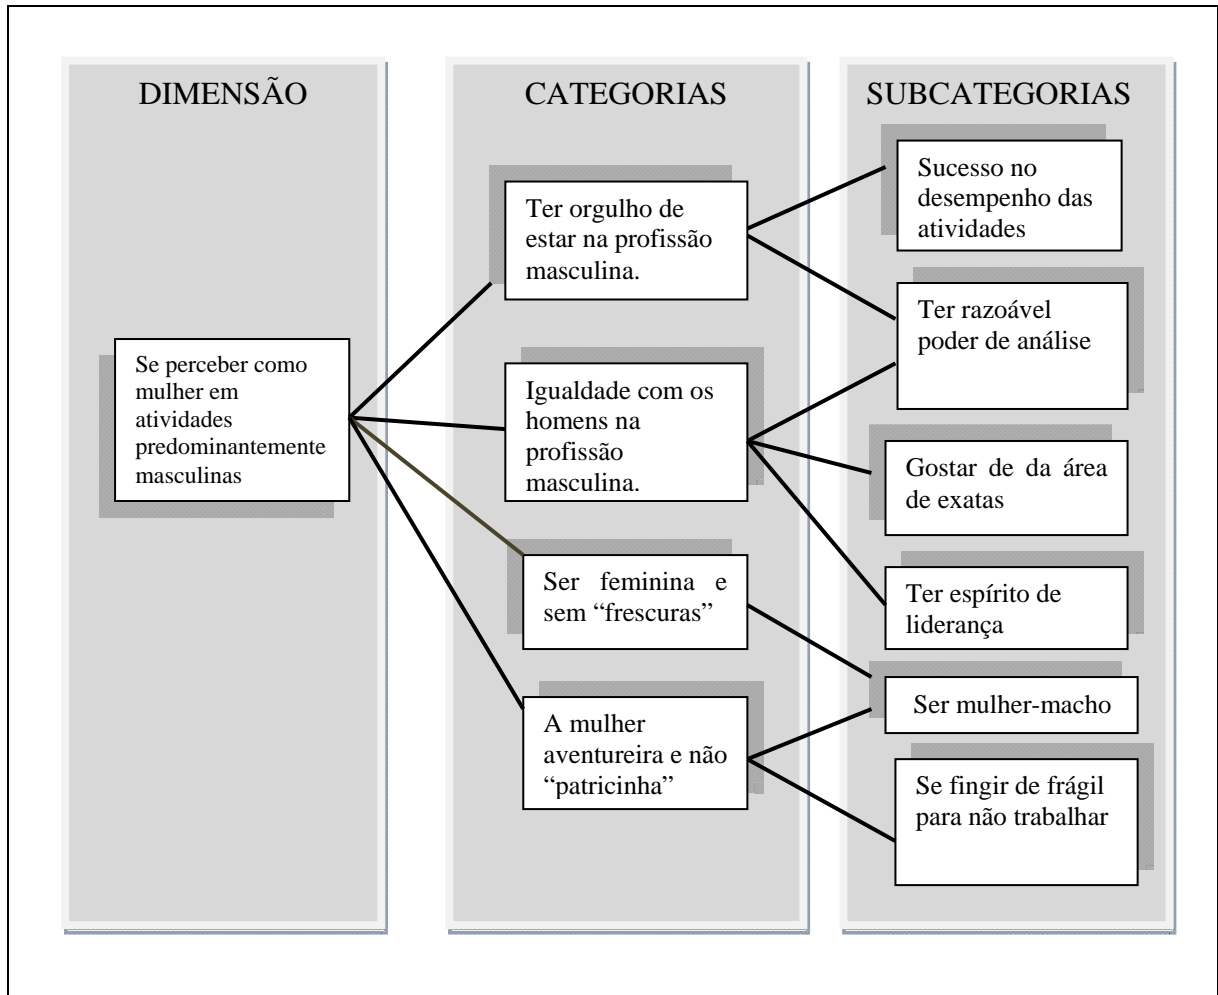 DIMENSÃO
Se perceber como
mulher em
atividades
predominantemente
masculinas
CATEGORIAS
Ter orgulho de
estar na profissão
masculina.
Igualdade com os
homens na
profissão
masculina.
Ser feminina e
sem “frescuras”
A mulher
aventureira e não
“patricinha”
SUBCATEGORIAS
Sucesso no
desempenho das
atividades
Ter razoável
poder de análise
Gostar de da área
de exatas
Ter espírito de
liderança
Ser mulher-macho
Se fingir de frágil
para não trabalhar